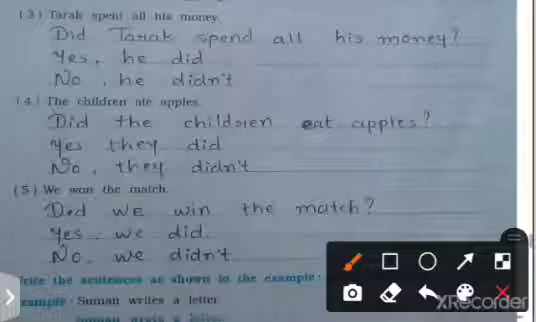 (3) Tarak spent all his money.
Did Tarak spend all his money?
Yes, he did
No, he didn't
(4) The children ate apples.
Did the children eat apples?
Yes they did
No, they didn't
(5) We won the match.
Did we win the match?
Yes we did.
No, we didn't
Write the sentences as shown in the example:
Example: Suman writes a letter.
Suman
XRecorder